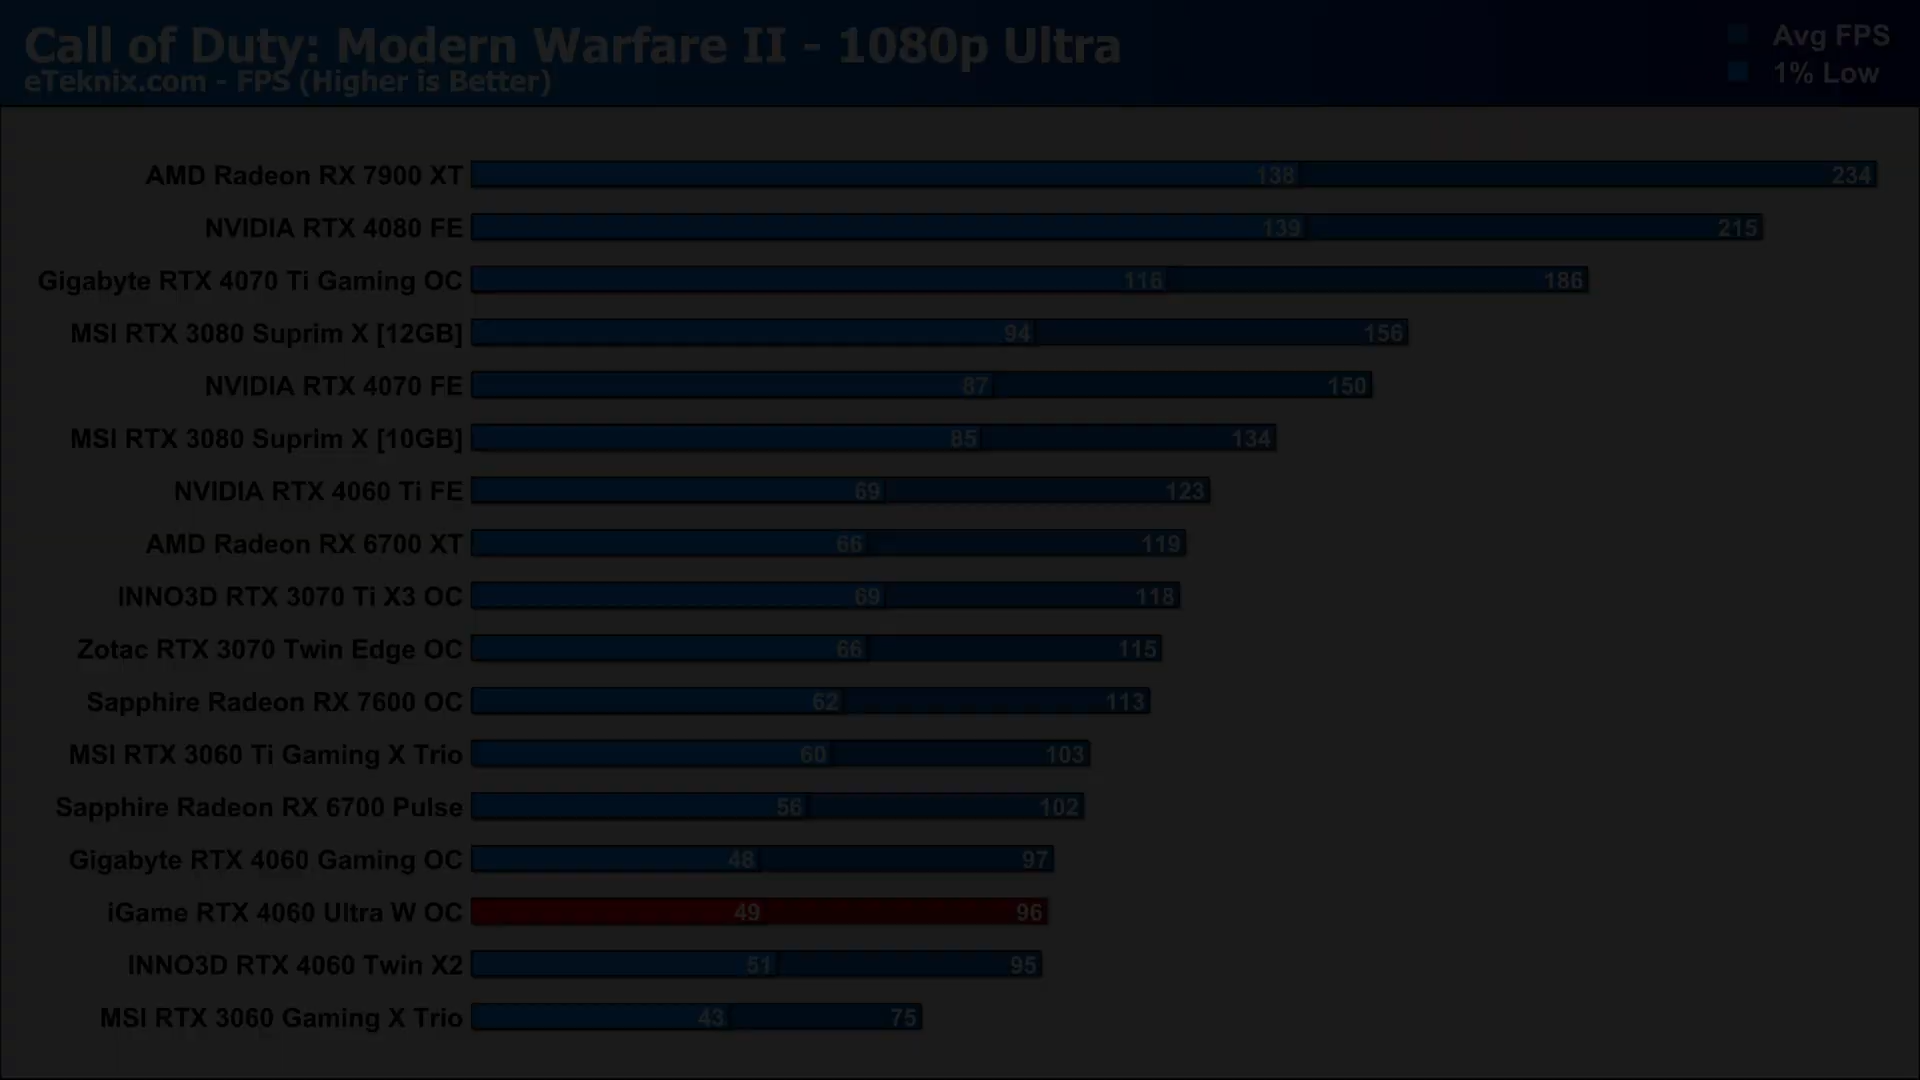 Call of Duty: Modern Warfare II - 1080p Ultra
eTeknix.com - FPS (Higher is Better)
Avg FPS
1% Low
AMD Radeon RX 7900 XT 138 234
NVIDIA RTX 4080 FE 139 215
Gigabyte RTX 4070 Ti Gaming OC 116 186
MSI RTX 3080 Suprim X [12GB] 94 156
NVIDIA RTX 4070 FE 87 150
MSI RTX 3080 Suprim X [10GB] 85 134
NVIDIA RTX 4060 Ti FE 69 123
AMD Radeon RX 6700 XT 66 119
INNO3D RTX 3070 Ti X3 OC 69 118
Zotac RTX 3070 Twin Edge OC 66 115
Sapphire Radeon RX 7600 OC 62 113
MSI RTX 3060 Ti Gaming X Trio 60 103
Sapphire Radeon RX 6700 Pulse 56 102
Gigabyte RTX 4060 Gaming OC 48 97
iGame RTX 4060 Ultra W OC 49 96
INNO3D RTX 4060 Twin X2 51 95
MSI RTX 3060 Gaming X Trio 43 75